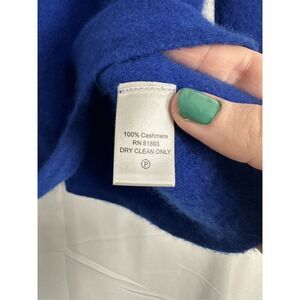 100% Cashmere
RN 81893
DRY CLEAN ONLY
P